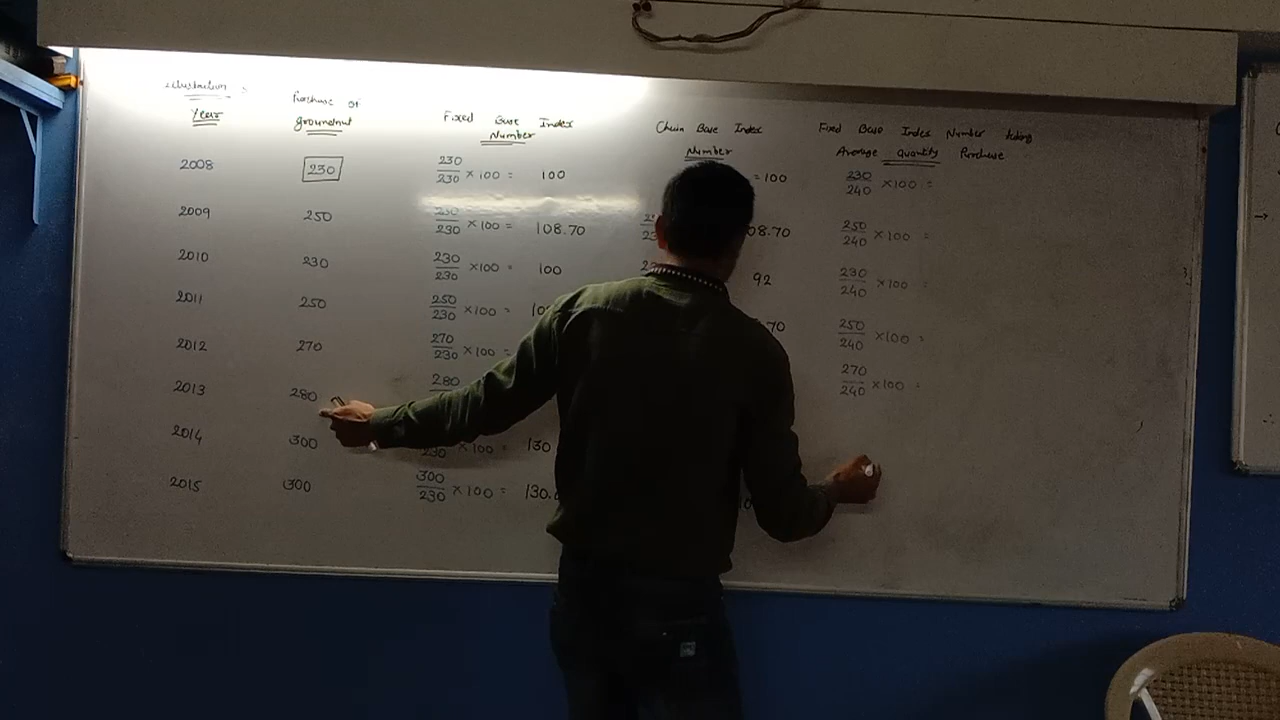 Illustration :
Year
Purchase of
groundnut
Fixed Base Index
Number
Chain Base Index
Number
Fixed Base Index Number taking
Average quantity Purchase
2008 230 230/230 × 100 = 100 = 100 230/240 × 100 =
2009 250 250/230 × 100 = 108.70 08.70 250/240 × 100 =
2010 230 230/230 × 100 = 100 92 230/240 × 100 =
2011 250 250/230 × 100 = 70 250/240 × 100 =
2012 270 270/230 × 100 = 270/240 × 100 =
2013 280 280
2014 300 230 × 100 = 130
2015 300 300/230 × 100 = 130.